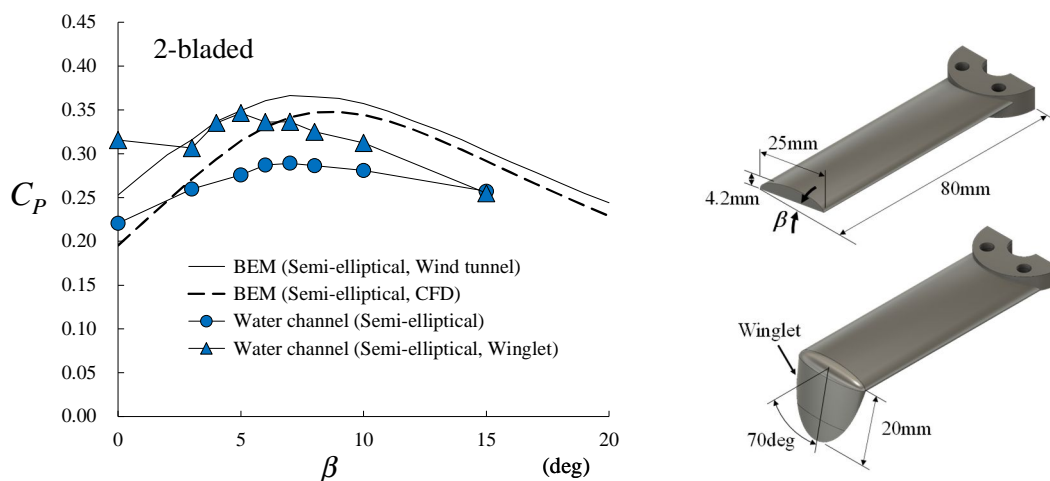 2-bladed
0.45
0.40
0.35
0.30
0.25
0.20
0.15
0.10
0.05
0.00
C_P
BEM (Semi-elliptical, Wind tunnel)
BEM (Semi-elliptical, CFD)
Water channel (Semi-elliptical)
Water channel (Semi-elliptical, Winglet)
0 5 10 15 20
β (deg)
25mm
4.2mm
β
80mm
Winglet
70deg
20mm